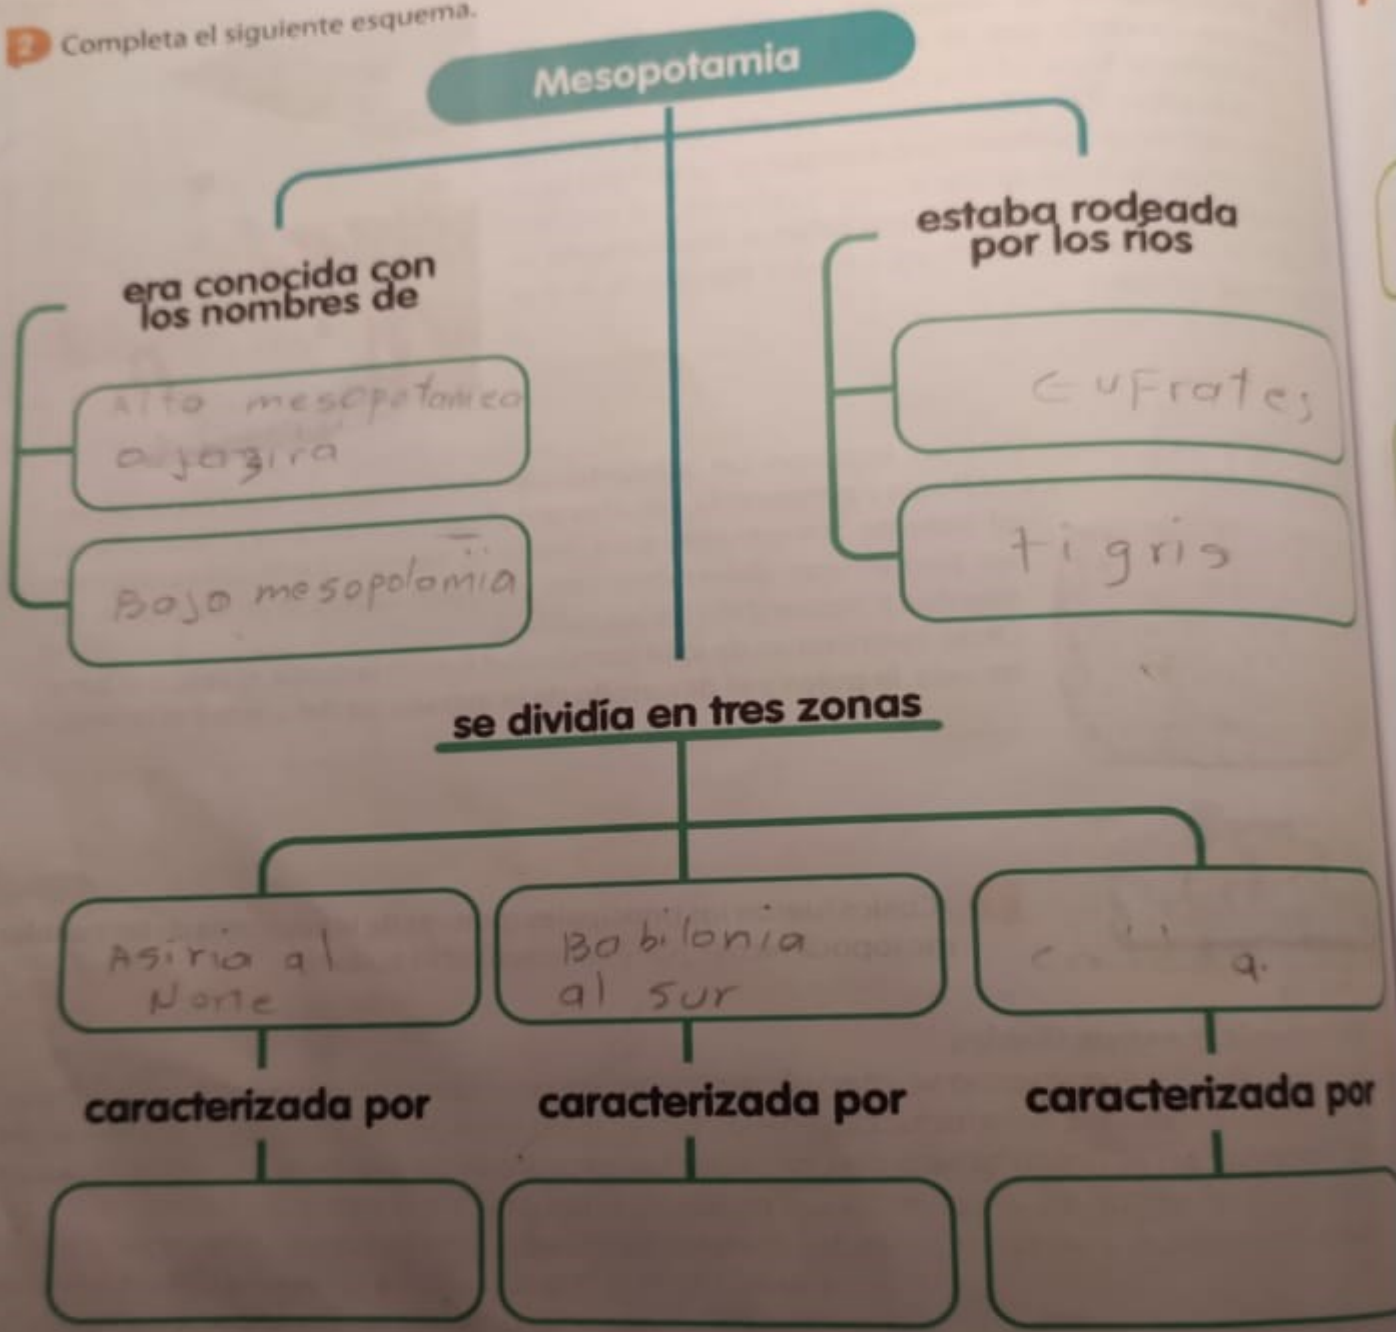 2 Completa el siguiente esquema.
Mesopotamia
era conocida con
los nombres de
Alto mesopotamica
o jazira
Bajo mesopotamia
estaba rodeada
por los ríos
Eufrates
tigris
se dividía en tres zonas
Asiria al
Norte
Babilonia
al sur
caracterizada por
caracterizada por
caracterizada por